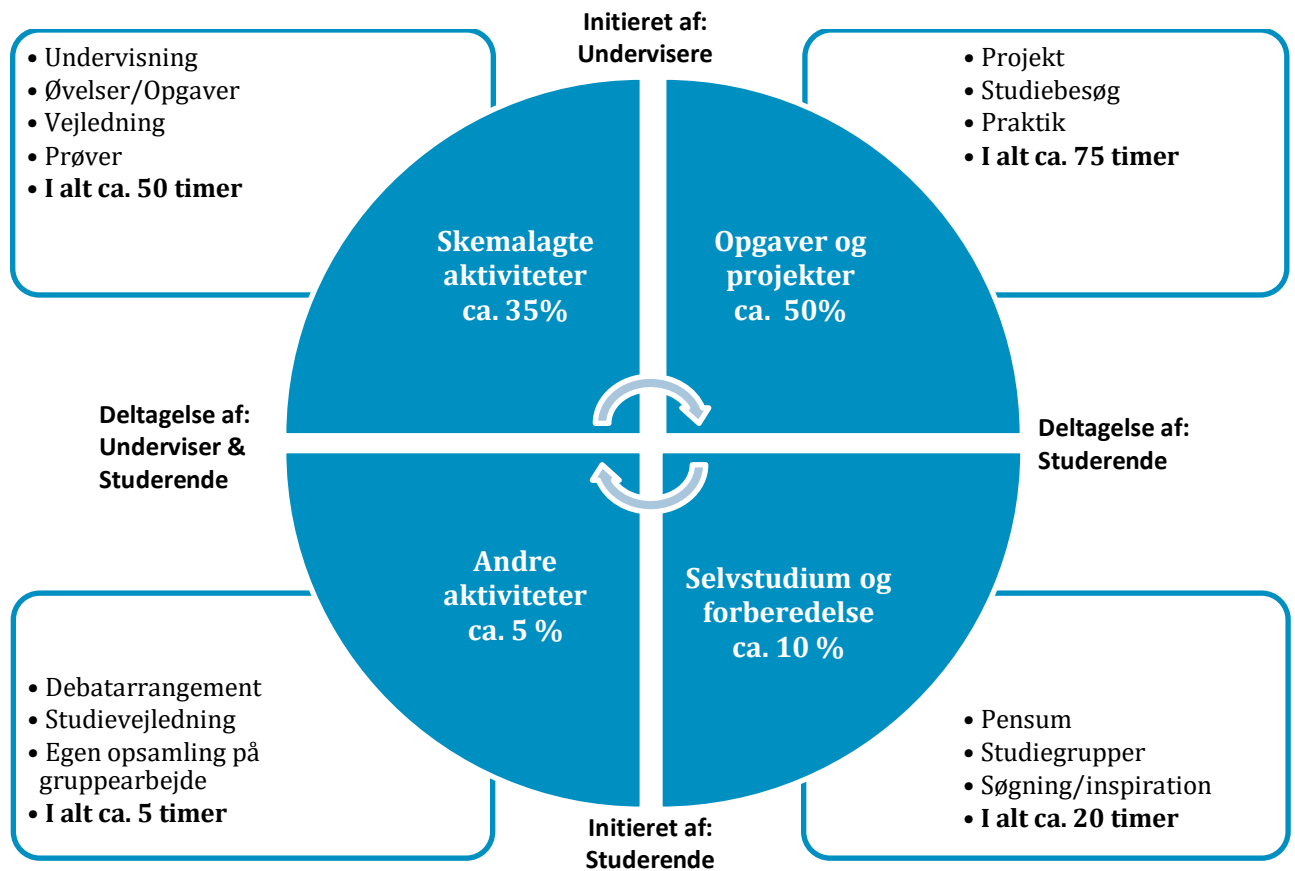 Initieret af:
Undervisere
• Undervisning
• Øvelser/Opgaver
• Vejledning
• Prøver
• I alt ca. 50 timer
• Projekt
• Studiebesøg
• Praktik
• I alt ca. 75 timer
Skemalagte
aktiviteter
ca. 35%
Opgaver og
projekter
ca. 50%
Deltagelse af:
Underviser &
Studerende
Deltagelse af:
Studerende
Andre
aktiviteter
ca. 5 %
Selvstudium og
forberedelse
ca. 10 %
• Debatarrangement
• Studievejledning
• Egen opsamling på
gruppearbejde
• I alt ca. 5 timer
• Pensum
• Studiegrupper
• Søgning/inspiration
• I alt ca. 20 timer
Initieret af:
Studerende